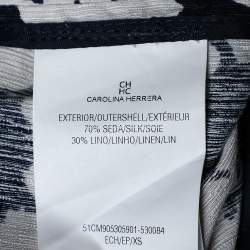 CH
HC
CAROLINA HERRERA
EXTERIOR/OUTERSHELL/EXTÉRIEUR
70% SEDA/SILK/SOIE
30% LINO/LINHO/LINEN/LIN
51CM905305901-530084
ECH/EP/XS